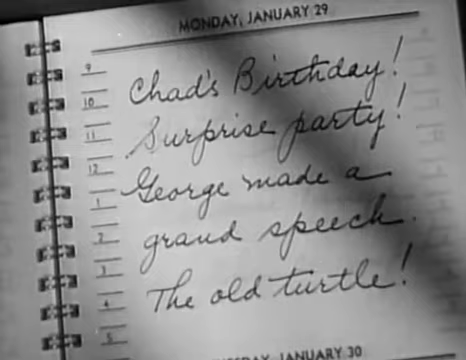 MONDAY, JANUARY 29
9
Chad's Birthday!
10
Surprise party!
11
12
George made a
1
grand speech.
2
3
The old turtle!
4
5
TUESDAY, JANUARY 30